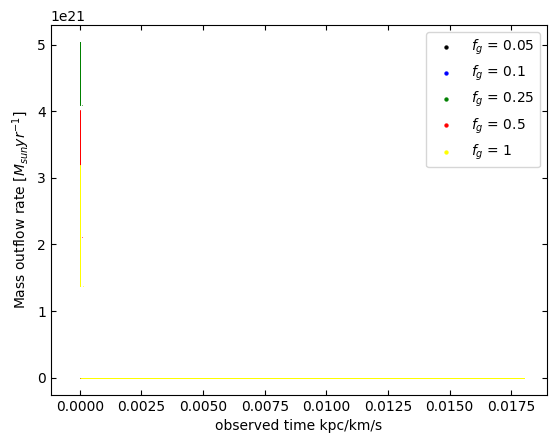 1e21
5
4
3
2
1
0
Mass outflow rate [M_{sun}yr^{-1}]
f_g = 0.05
f_g = 0.1
f_g = 0.25
f_g = 0.5
f_g = 1
0.0000 0.0025 0.0050 0.0075 0.0100 0.0125 0.0150 0.0175
observed time kpc/km/s